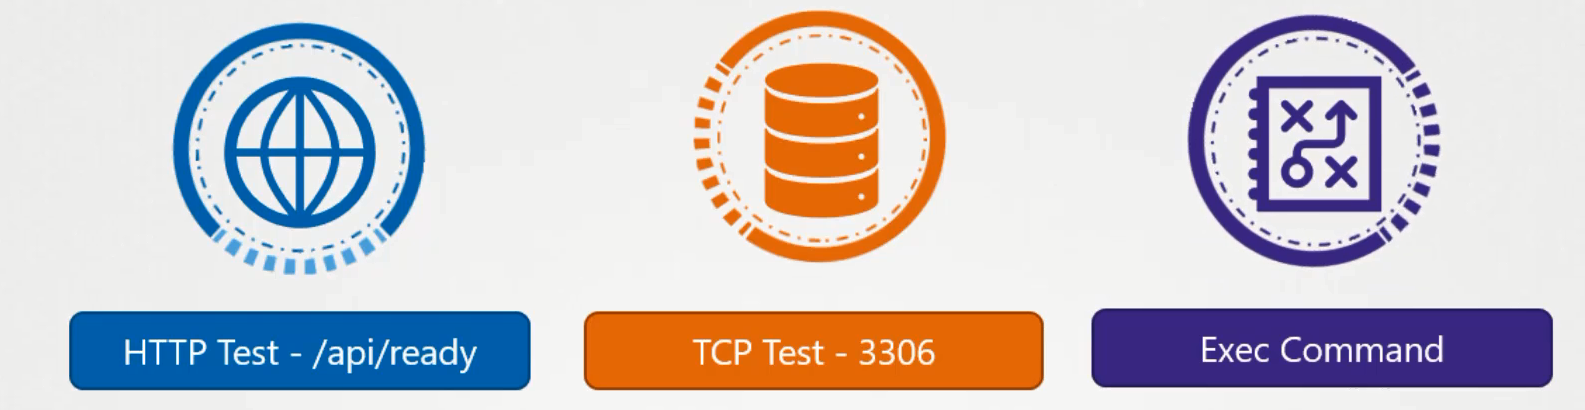 HTTP Test - /api/ready
TCP Test - 3306
Exec Command